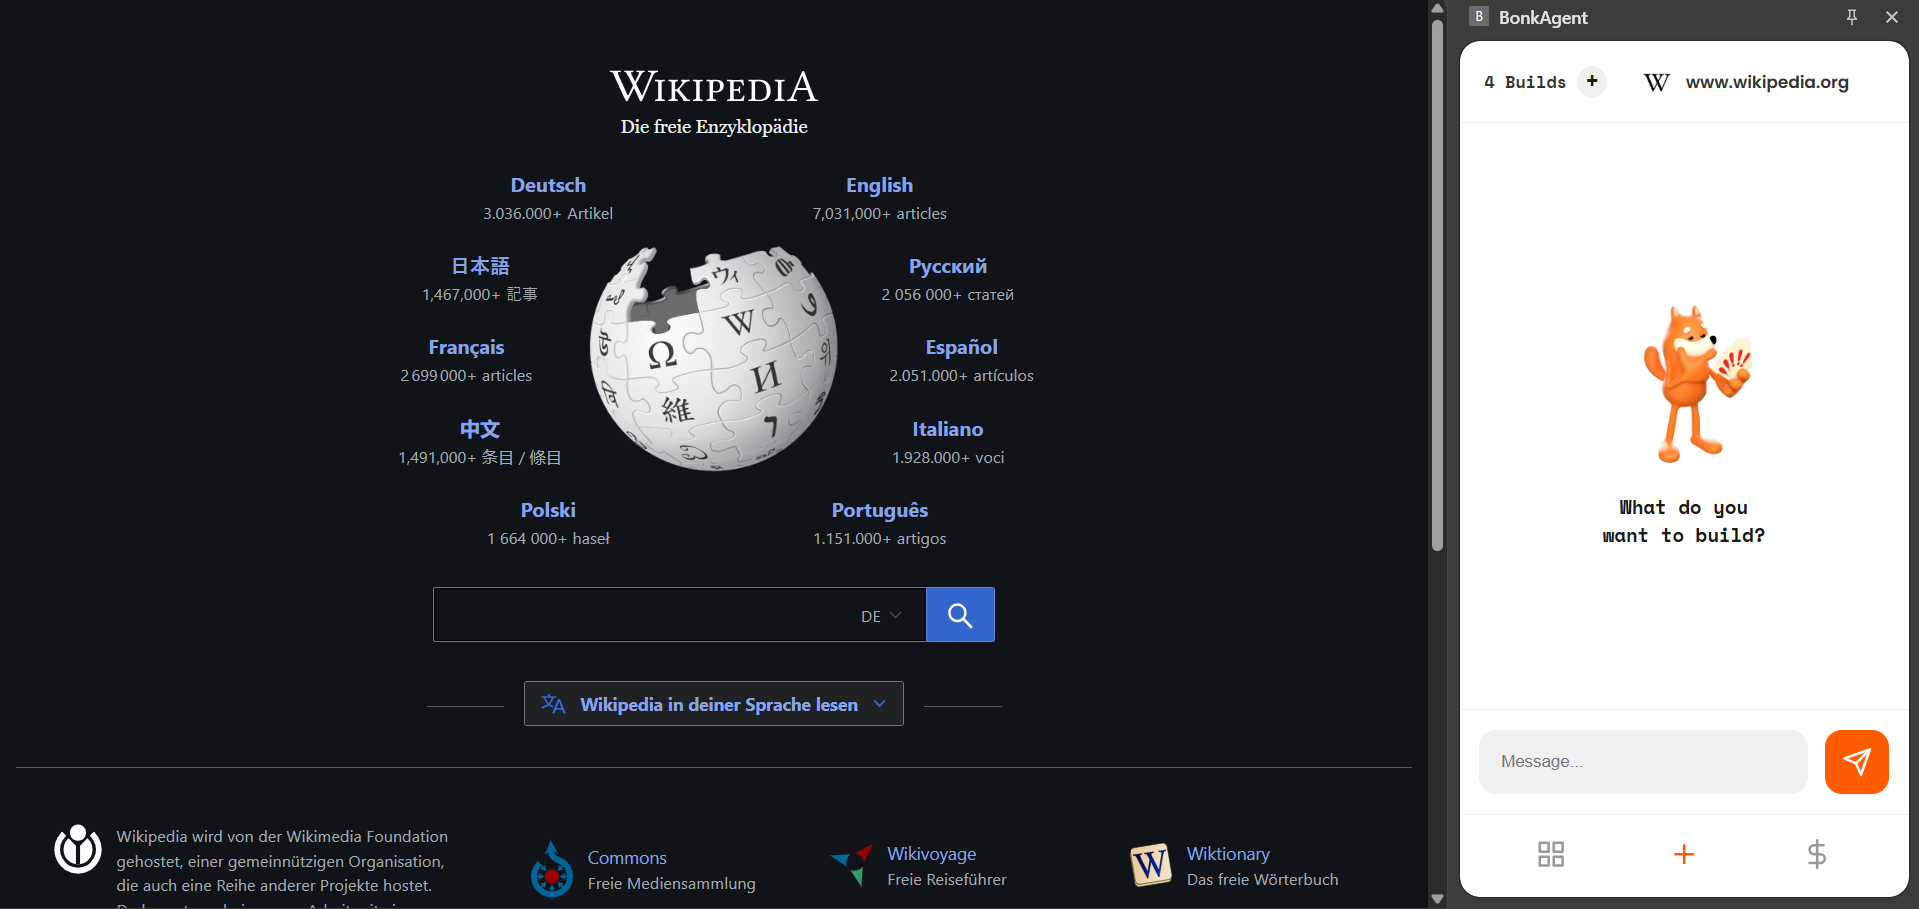 WIKIPEDIA
Die freie Enzyklopädie
Deutsch
3.036.000+ Artikel
English
7,031,000+ articles
日本語
1,467,000+ 記事
Русский
2 056 000+ статей
Français
2 699 000+ articles
Español
2.051.000+ artículos
中文
1,491,000+ 条目 / 條目
Italiano
1.928.000+ voci
Polski
1 664 000+ haseł
Português
1.151.000+ artigos
DE
Wikipedia in deiner Sprache lesen
Wikipedia wird von der Wikimedia Foundation
gehostet, einer gemeinnützigen Organisation,
die auch eine Reihe anderer Projekte hostet.
Commons
Freie Mediensammlung
Wikivoyage
Freie Reiseführer
Wiktionary
Das freie Wörterbuch
B BonkAgent
4 Builds +
W www.wikipedia.org
What do you
want to build?
Message...